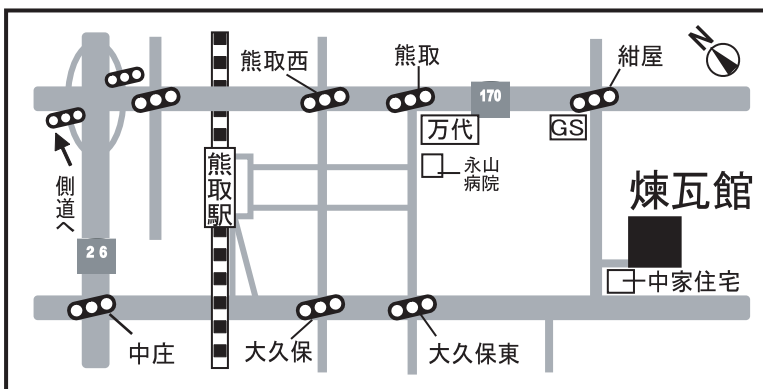 熊取西
熊取
紺屋
N
170
万代
GS
永山
病院
側道へ
熊取駅
26
煉瓦館
中家住宅
中庄
大久保
大久保東